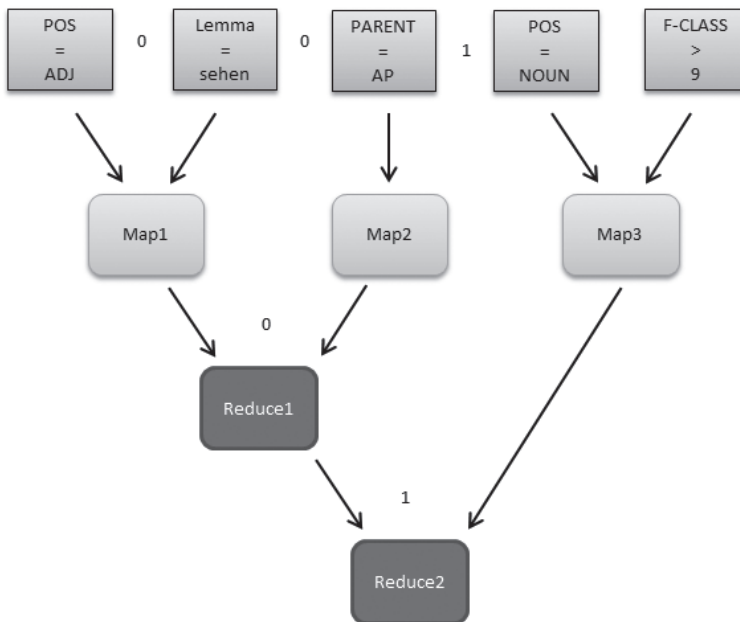 POS
=
ADJ
0
Lemma
=
sehen
0
PARENT
=
AP
1
POS
=
NOUN
F-CLASS
>
9
Map1
Map2
Map3
0
Reduce1
1
Reduce2